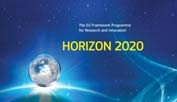 The EU Framework Programme
for Research and Innovation
HORIZON 2020